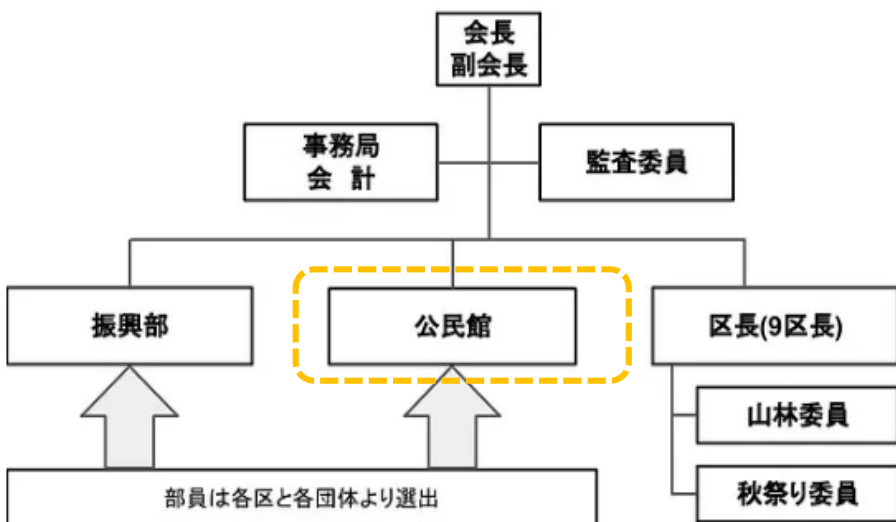 会長
副会長
事務局
会　計
監査委員
振興部
公民館
区長(9区長)
山林委員
秋祭り委員
部員は各区と各団体より選出